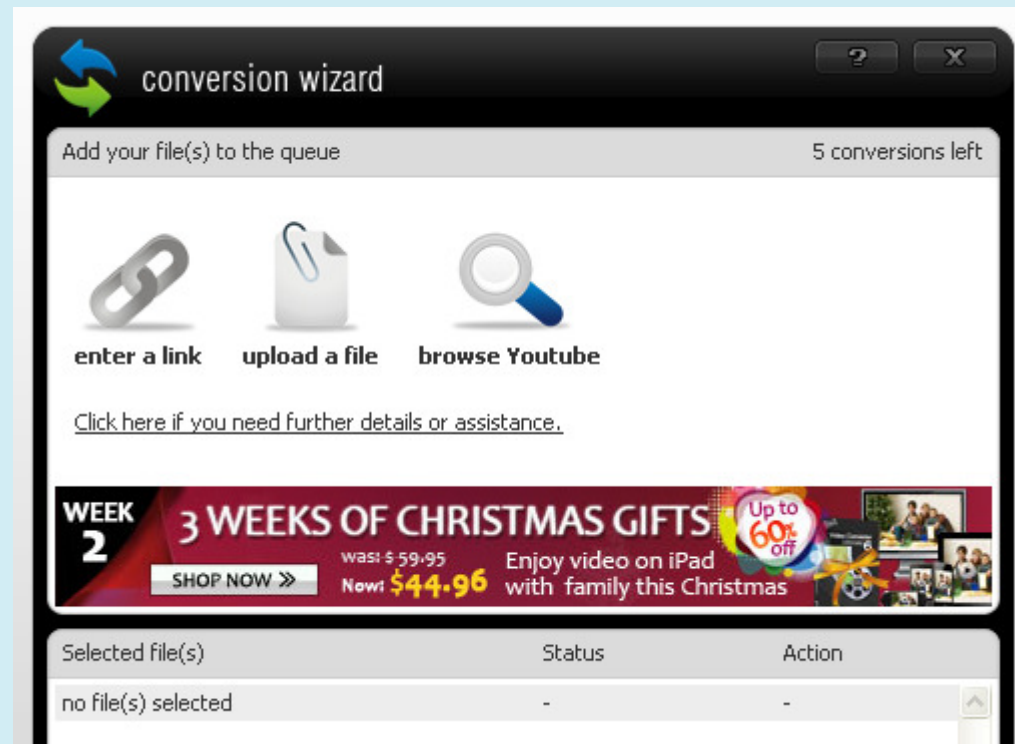 conversion wizard
? X
Add your file(s) to the queue 5 conversions left
enter a link upload a file browse Youtube
Click here if you need further details or assistance.
WEEK 2
3 WEEKS OF CHRISTMAS GIFTS
Up to 60% off
was: $ 59.95
Now: $44.96
Enjoy video on iPad
with family this Christmas
SHOP NOW »
Selected file(s) Status Action
no file(s) selected - -